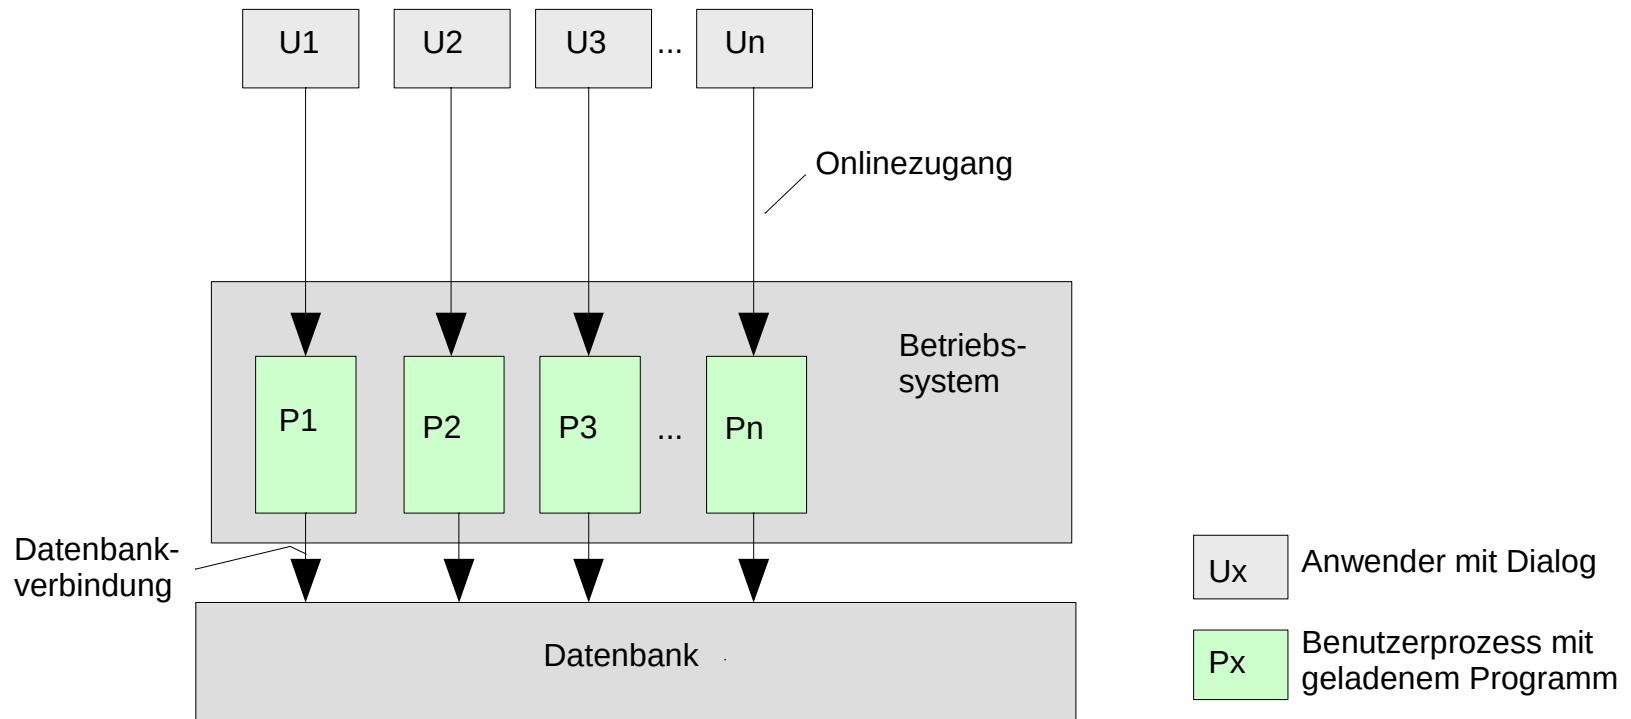 U1 U2 U3 ... Un
Onlinezugang
Betriebs-
system
P1 P2 P3 ... Pn
Datenbank-
verbindung
Datenbank
Ux Anwender mit Dialog
Px Benutzerprozess mit
geladenem Programm